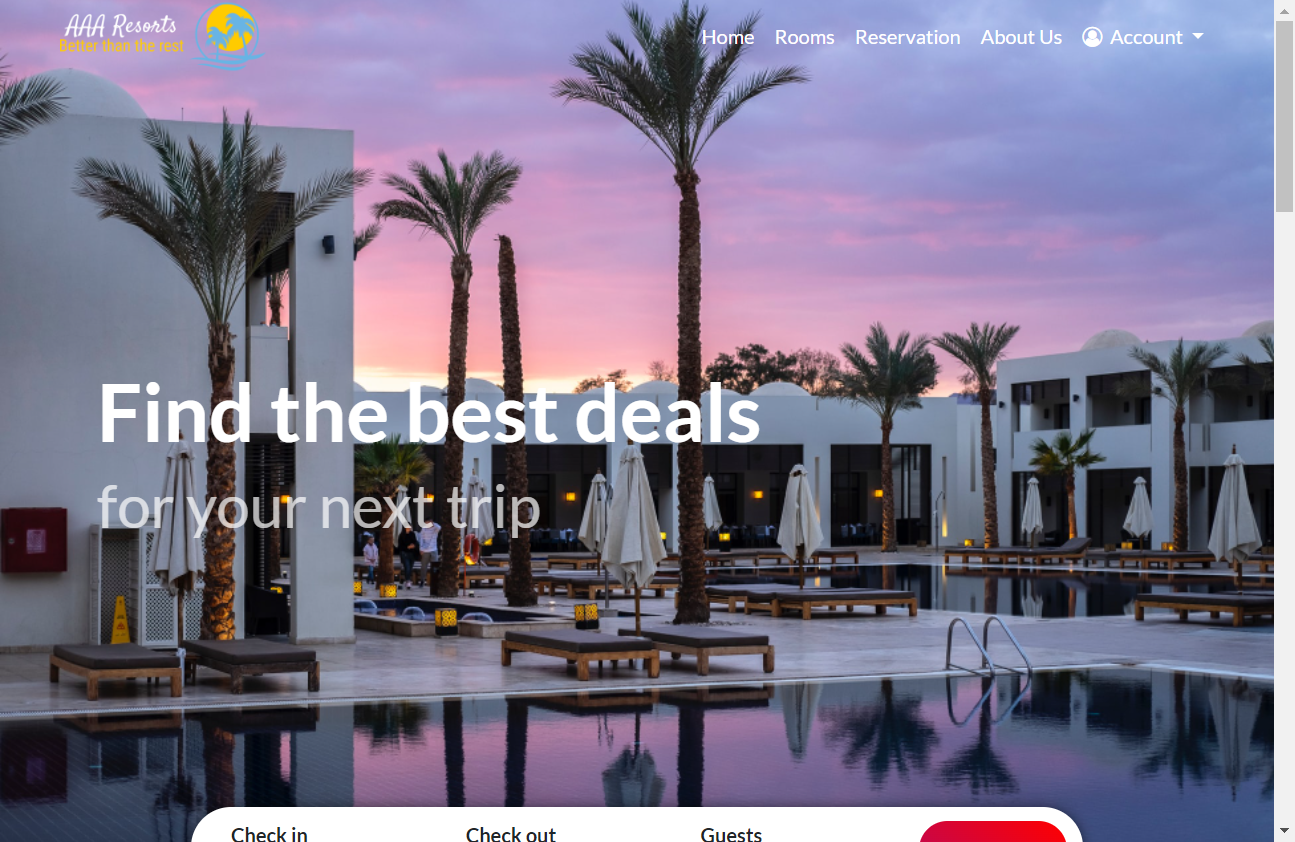 AAA Resorts
Better than the rest
Home Rooms Reservation About Us Account
Find the best deals
for your next trip
Check in Check out Guests